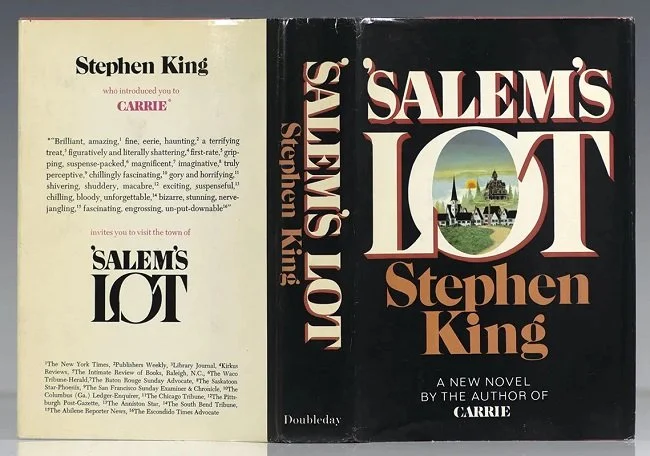 Stephen King
who introduced you to
CARRIE*
*"Brilliant, amazing,¹ fine, eerie, haunting,² a terrifying
treat,³ figuratively and literally shattering,⁴ first-rate,⁵ grip-
ping, suspense-packed,⁶ magnificent,⁷ imaginative,⁸ truly
perceptive,⁹ chillingly fascinating,¹⁰ gory and horrifying,¹¹
shivering, shuddery, macabre,¹² exciting, suspenseful,¹³
chilling, bloody, unforgettable,¹⁴ bizarre, stunning, nerve-
jangling,¹⁵ fascinating, engrossing, un-put-downable¹⁶"
invites you to visit the town of
'SALEM'S
LOT
¹The New York Times, ²Publishers Weekly, ³Library Journal, ⁴Kirkus
Reviews, ⁵The Intimate Review of Books, Raleigh, N.C., ⁶The Waco
Tribune-Herald,⁷The Baton Rouge Sunday Advocate, ⁸The Saskatoon
Star-Phoenix, ⁹The San Francisco Sunday Examiner & Chronicle, ¹⁰The
Columbus (Ga.) Ledger-Enquirer, ¹¹The Chicago Tribune, ¹²The Pitts-
burgh Post-Gazette, ¹³The Anniston Star, ¹⁴The South Bend Tribune,
¹⁵The Abilene Reporter News, ¹⁶The Escondido Times Advocate
'SALEM'S LOT
Stephen King
Doubleday
'SALEM'S
LOT
Stephen
King
A NEW NOVEL
BY THE AUTHOR OF
CARRIE